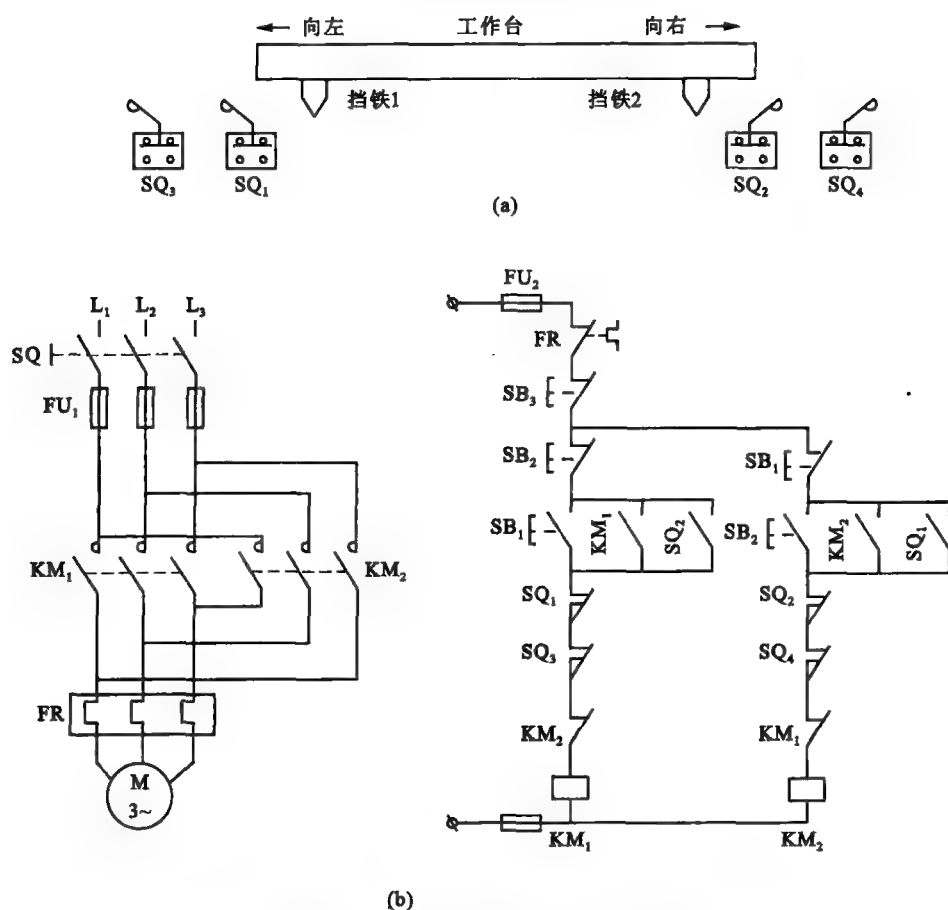 向左 工作台 向右
挡铁1 挡铁2
SQ₃ SQ₁ SQ₂ SQ₄
(a)
FU₂
L₁ L₂ L₃
FR
SQ
SB₃
FU₁
SB₂ SB₁
SB₁ KM₁ SQ₂ SB₂ KM₂ SQ₁
KM₁ KM₂
SQ₁ SQ₂
SQ₃ SQ₄
FR
KM₂ KM₁
M
3~
KM₁ KM₂
(b)